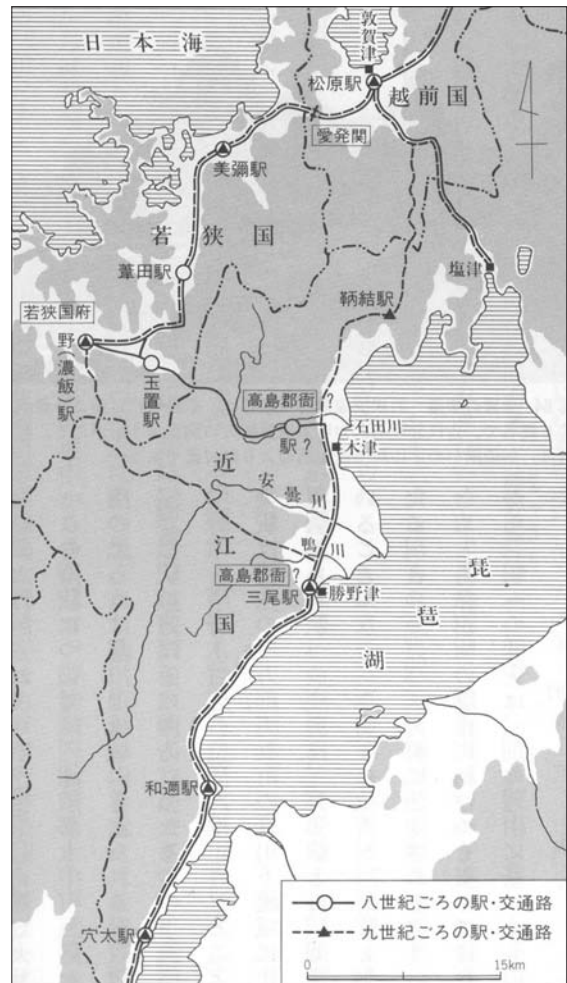 日本海
敦賀津
松原駅
越前国
愛発関
美彌駅
若狭国
葦田駅
塩津
鞆結駅
若狭国府
野(濃飯)駅
玉置駅
高島郡衙?
駅?
石田川
木津
近江国
安曇川
鴨川
高島郡衙?
三尾駅
勝野津
琵琶湖
和邇駅
穴太駅
八世紀ごろの駅・交通路
九世紀ごろの駅・交通路
0 15km